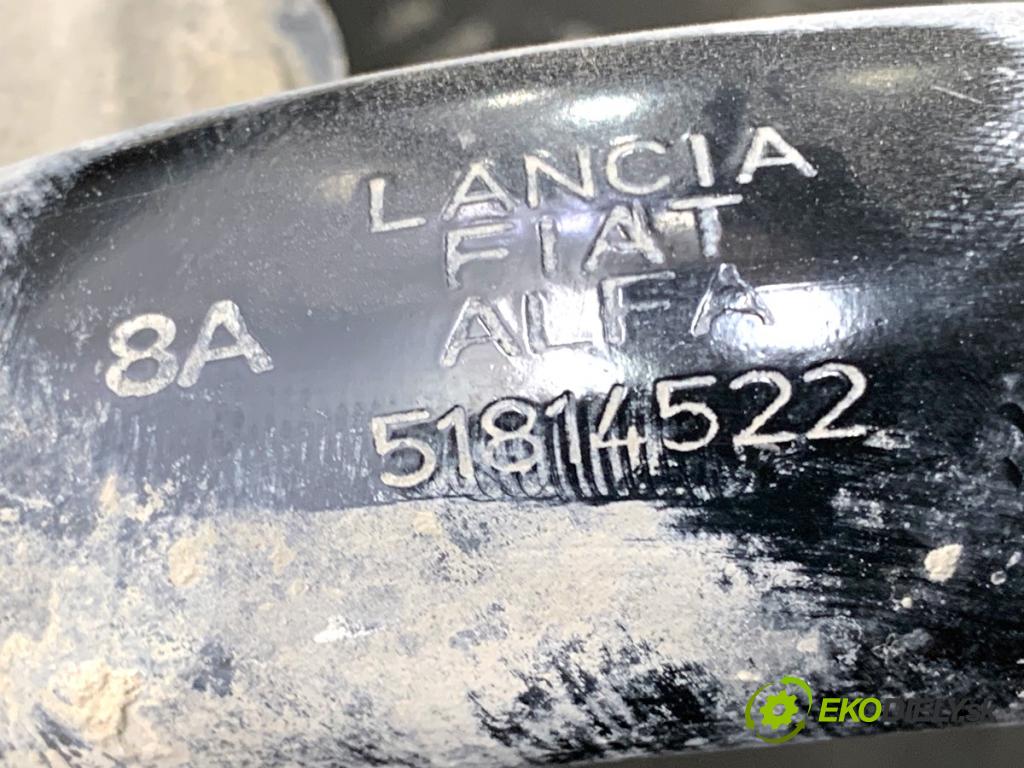 LANCIA
FIAT
ALFA
8A
51814522
EKODIELY.SK